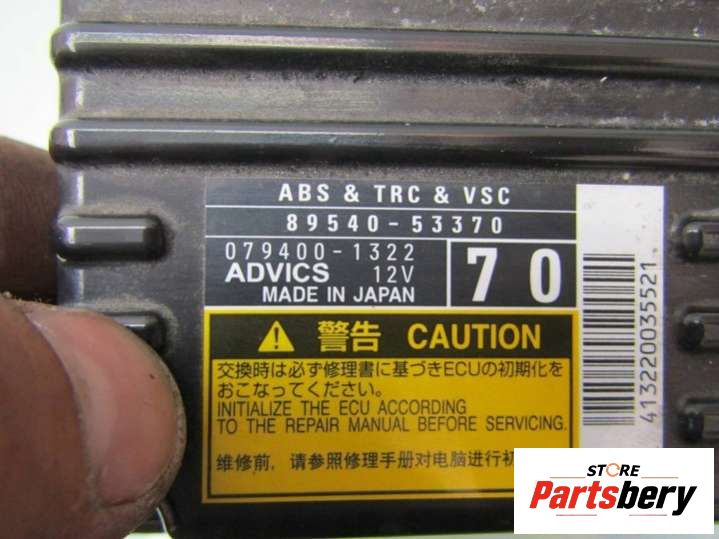 ABS & TRC & VSC
89540-53370
079400-1322
ADVICS 12V
MADE IN JAPAN
70
413220035521
警告 CAUTION
交換時は必ず修理書に基づきECUの初期化を
おこなってください。
INITIALIZE THE ECU ACCORDING
TO THE REPAIR MANUAL BEFORE SERVICING.
维修前，请参照修理手册对电脑进行初
STORE
Partsbery